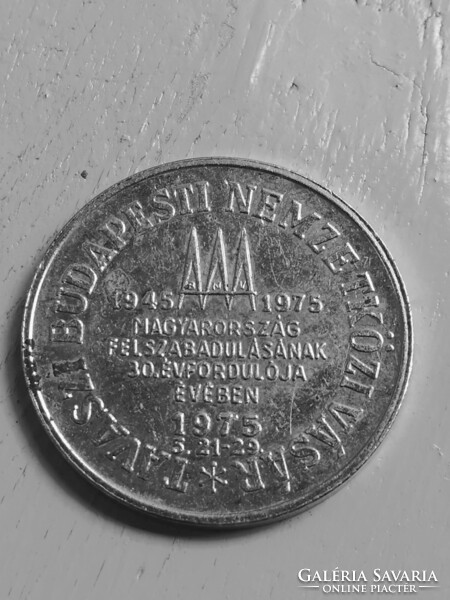 TAVASZI BUDAPESTI NEMZETKÖZI VÁSÁR
B N V
1945 1975
MAGYARORSZÁG
FELSZABADULÁSÁNAK
30.ÉVFORDULÓJA
ÉVÉBEN
1975
5.21-29.
GALÉRIA SAVARIA
ONLINE PIACTÉR